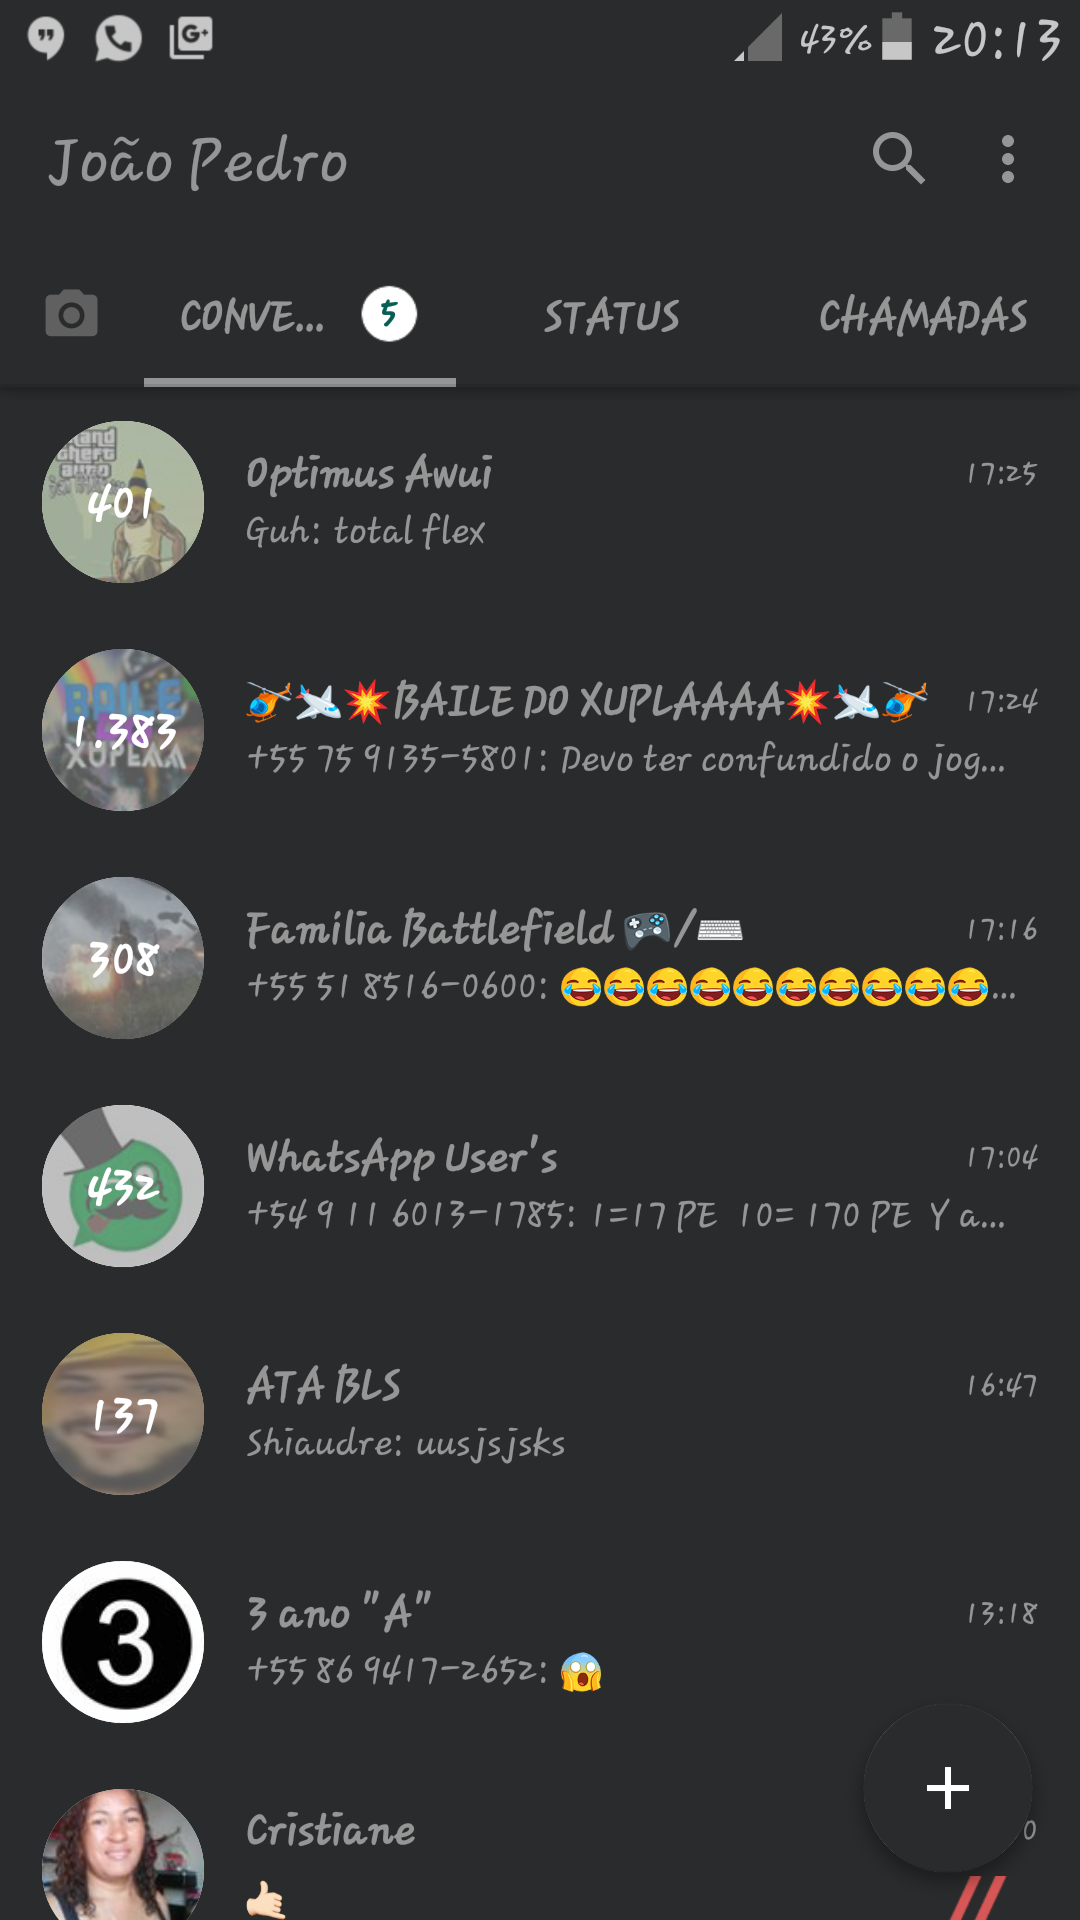 43% 20:13
João Pedro
CONVE... 5 STATUS CHAMADAS
401
Optimus Awui 17:25
Guh: total flex
1.383
🚁✈💥BAILE DO XUPLAAAA💥✈🚁 17:24
+55 75 9135-5801: Devo ter confundido o jog...
308
Familia Battlefield 🎮/⌨ 17:16
+55 51 8516-0600: 😂😂😂😂😂😂😂😂😂😂...
432
WhatsApp User's 17:04
+54 9 11 6013-1785: 1=17 PE 10= 170 PE Y a...
137
ATA BLS 16:47
Shiaudre: uusjsjsks
3
3 ano "A" 13:18
+55 86 9417-2652: 😱
Cristiane 0
🤙🏻